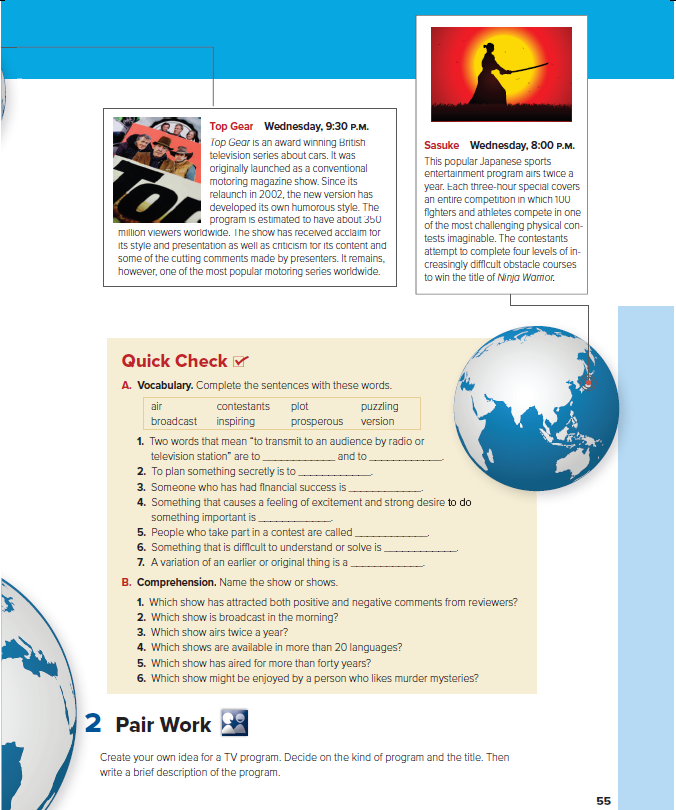 Top Gear Wednesday, 9:30 P.M.
Top Gear is an award winning British
television series about cars. It was
originally launched as a conventional
motoring magazine show. Since its
relaunch in 2002, the new version has
developed its own humorous style. The
program is estimated to have about 350
million viewers worldwide. The show has received acclaim for
its style and presentation as well as criticism for its content and
some of the cutting comments made by presenters. It remains,
however, one of the most popular motoring series worldwide.
Sasuke Wednesday, 8:00 P.M.
This popular Japanese sports
entertainment program airs twice a
year. Each three-hour special covers
an entire competition in which 100
fighters and athletes compete in one
of the most challenging physical con-
tests imaginable. The contestants
attempt to complete four levels of in-
creasingly difficult obstacle courses
to win the title of Ninja Warrior.
Quick Check
A. Vocabulary. Complete the sentences with these words.
air contestants plot puzzling
broadcast inspiring prosperous version
1. Two words that mean “to transmit to an audience by radio or
television station” are to ____________ and to ____________.
2. To plan something secretly is to ____________.
3. Someone who has had financial success is ____________.
4. Something that causes a feeling of excitement and strong desire to do
something important is ____________.
5. People who take part in a contest are called ____________.
6. Something that is difficult to understand or solve is ____________.
7. A variation of an earlier or original thing is a ____________.
B. Comprehension. Name the show or shows.
1. Which show has attracted both positive and negative comments from reviewers?
2. Which show is broadcast in the morning?
3. Which show airs twice a year?
4. Which shows are available in more than 20 languages?
5. Which show has aired for more than forty years?
6. Which show might be enjoyed by a person who likes murder mysteries?
2 Pair Work
Create your own idea for a TV program. Decide on the kind of program and the title. Then
write a brief description of the program.
55